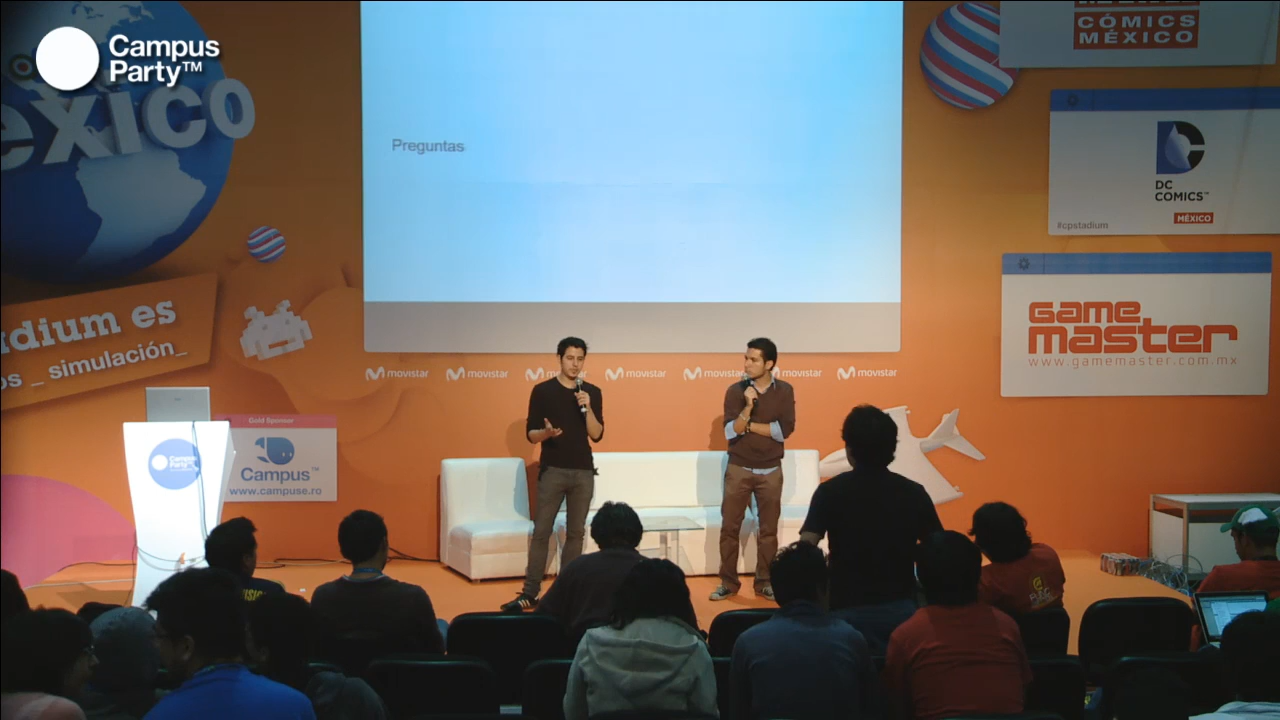 Campus
Party™
éxico
CÓMICS
MÉXICO
Preguntas
DC
COMICS™
MÉXICO
#cpstadium
GAME
master
www.gamemaster.com.mx
adium es
os _ simulación_
movistar movistar movistar movistar movistar movistar
Gold Sponsor
Campus™
www.campuse.ro
Campus
Party